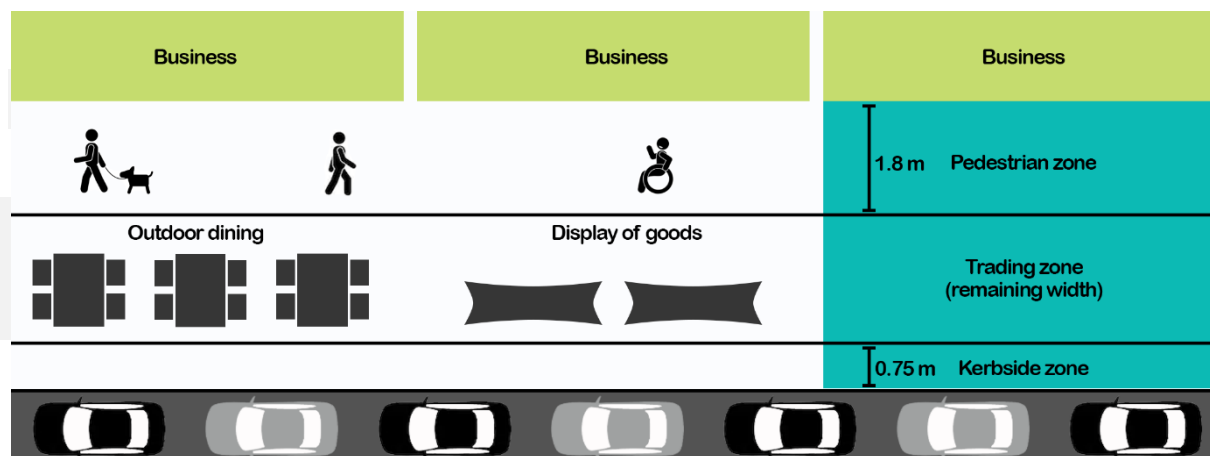 Business
Business
Business
1.8 m
Pedestrian zone
Outdoor dining
Display of goods
Trading zone
(remaining width)
0.75 m
Kerbside zone